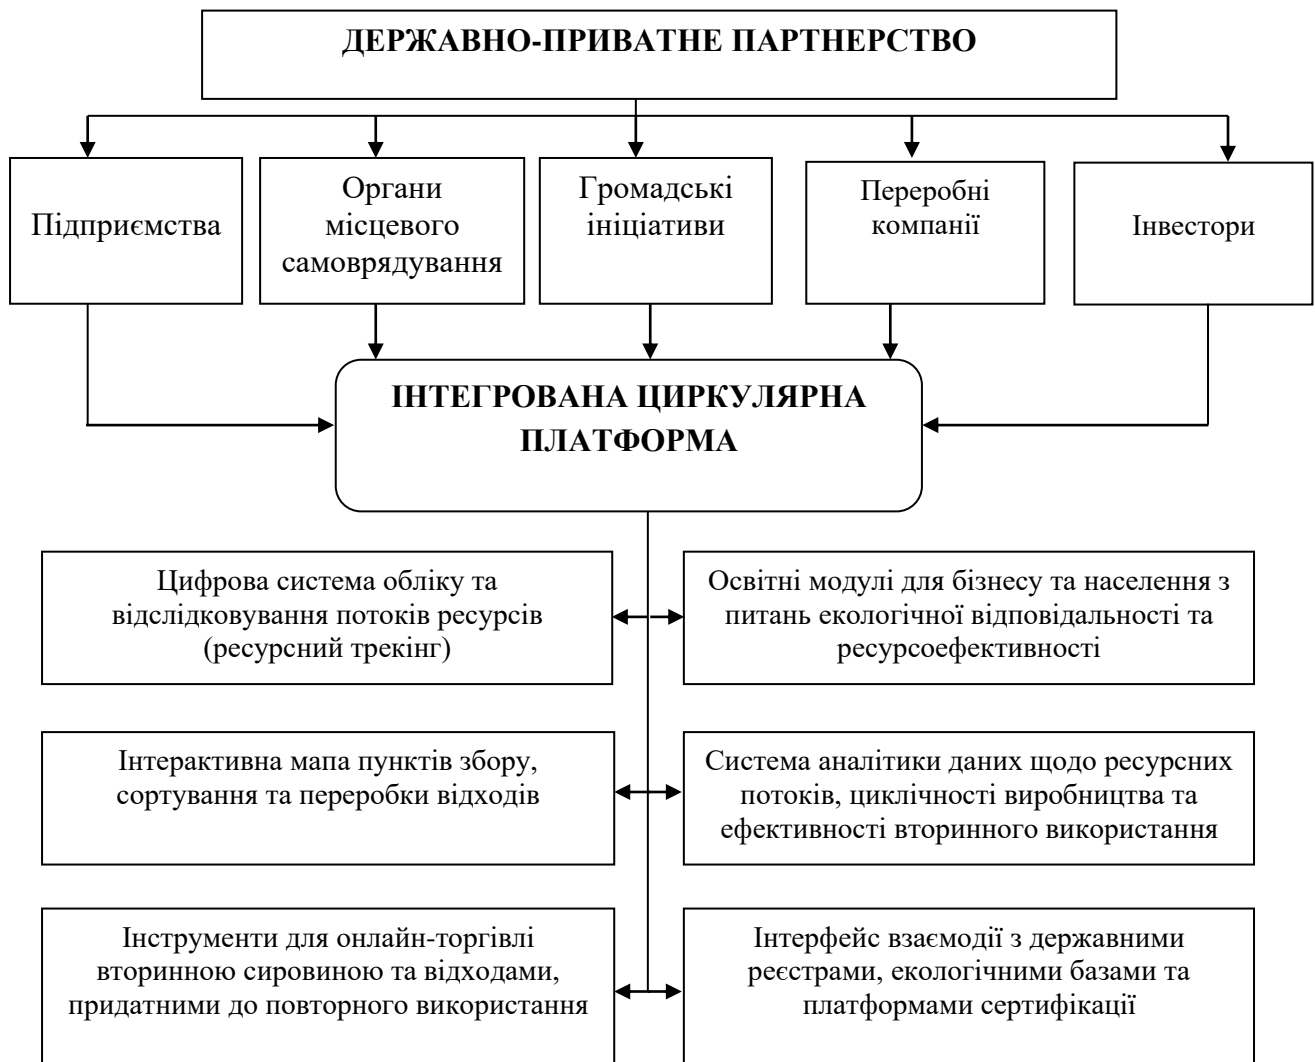 ДЕРЖАВНО-ПРИВАТНЕ ПАРТНЕРСТВО
Підприємства
Органи
місцевого
самоврядування
Громадські
ініціативи
Переробні
компанії
Інвестори
ІНТЕГРОВАНА ЦИРКУЛЯРНА
ПЛАТФОРМА
Цифрова система обліку та
відслідковування потоків ресурсів
(ресурсний трекінг)
Освітні модулі для бізнесу та населення з
питань екологічної відповідальності та
ресурсоефективності
Інтерактивна мапа пунктів збору,
сортування та переробки відходів
Система аналітики даних щодо ресурсних
потоків, циклічності виробництва та
ефективності вторинного використання
Інструменти для онлайн-торгівлі
вторинною сировиною та відходами,
придатними до повторного використання
Інтерфейс взаємодії з державними
реєстрами, екологічними базами та
платформами сертифікації